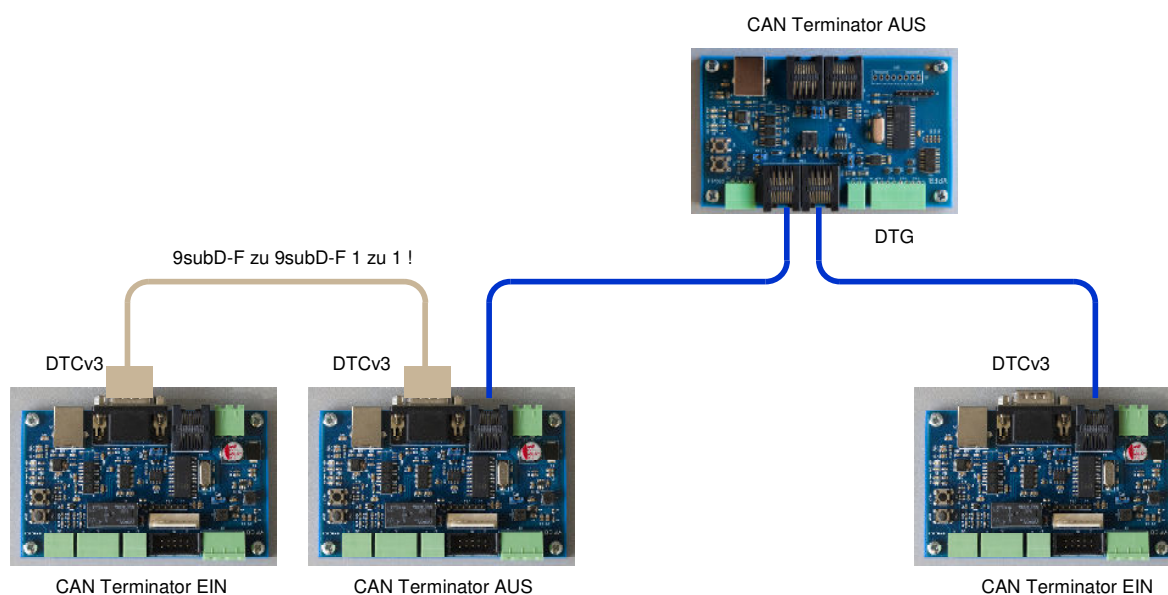 CAN Terminator AUS
DTG
9subD-F zu 9subD-F 1 zu 1 !
DTCv3
DTCv3
DTCv3
CAN Terminator EIN
CAN Terminator AUS
CAN Terminator EIN